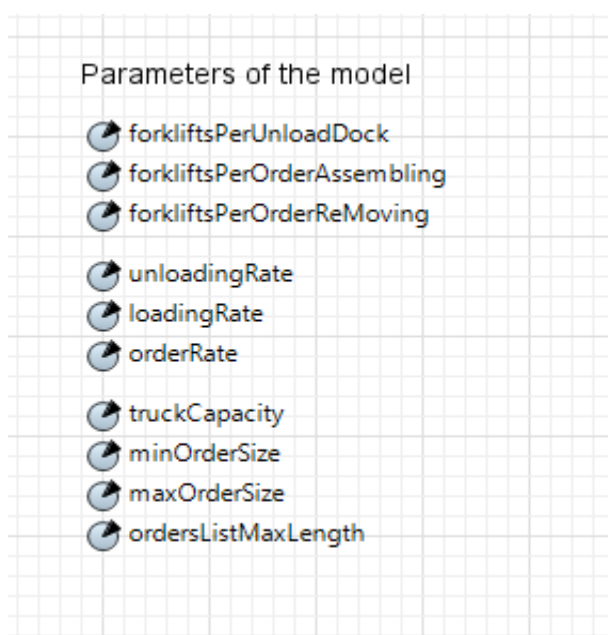 Parameters of the model
forkliftsPerUnloadDock
forkliftsPerOrderAssembling
forkliftsPerOrderReMoving
unloadingRate
loadingRate
orderRate
truckCapacity
minOrderSize
maxOrderSize
ordersListMaxLength